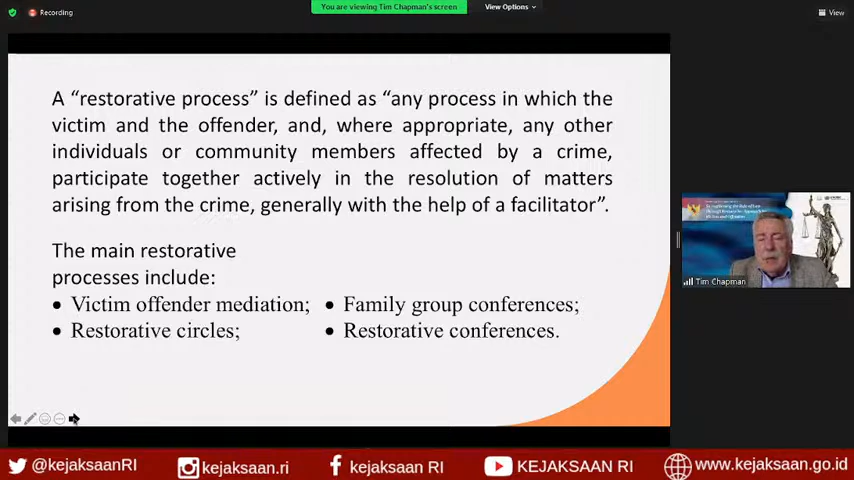 Recording
You are viewing Tim Chapman's screen
View Options
View
A “restorative process” is defined as “any process in which the
victim and the offender, and, where appropriate, any other
individuals or community members affected by a crime,
participate together actively in the resolution of matters
arising from the crime, generally with the help of a facilitator”.
The main restorative
processes include:
• Victim offender mediation;
• Family group conferences;
• Restorative circles;
• Restorative conferences.
Tim Chapman
@kejaksaanRI
kejaksaan.ri
kejaksaan RI
KEJAKSAAN RI
www.kejaksaan.go.id